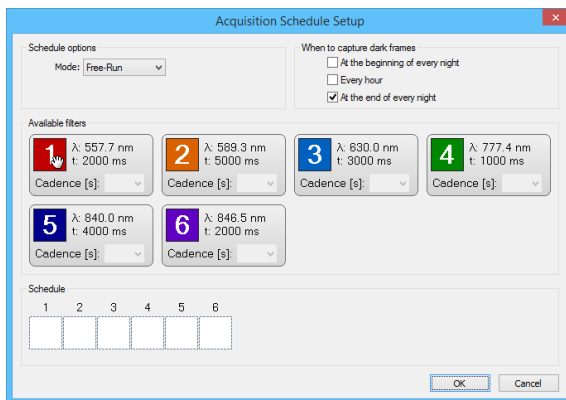 Acquisition Schedule Setup
Schedule options
Mode: Free-Run
When to capture dark frames
At the beginning of every night
Every hour
At the end of every night
Available filters
1 λ: 557.7 nm
t: 2000 ms
Cadence [s]:
2 λ: 589.3 nm
t: 5000 ms
Cadence [s]:
3 λ: 630.0 nm
t: 3000 ms
Cadence [s]:
4 λ: 777.4 nm
t: 1000 ms
Cadence [s]:
5 λ: 840.0 nm
t: 4000 ms
Cadence [s]:
6 λ: 846.5 nm
t: 2000 ms
Cadence [s]:
Schedule
1 2 3 4 5 6
OK Cancel